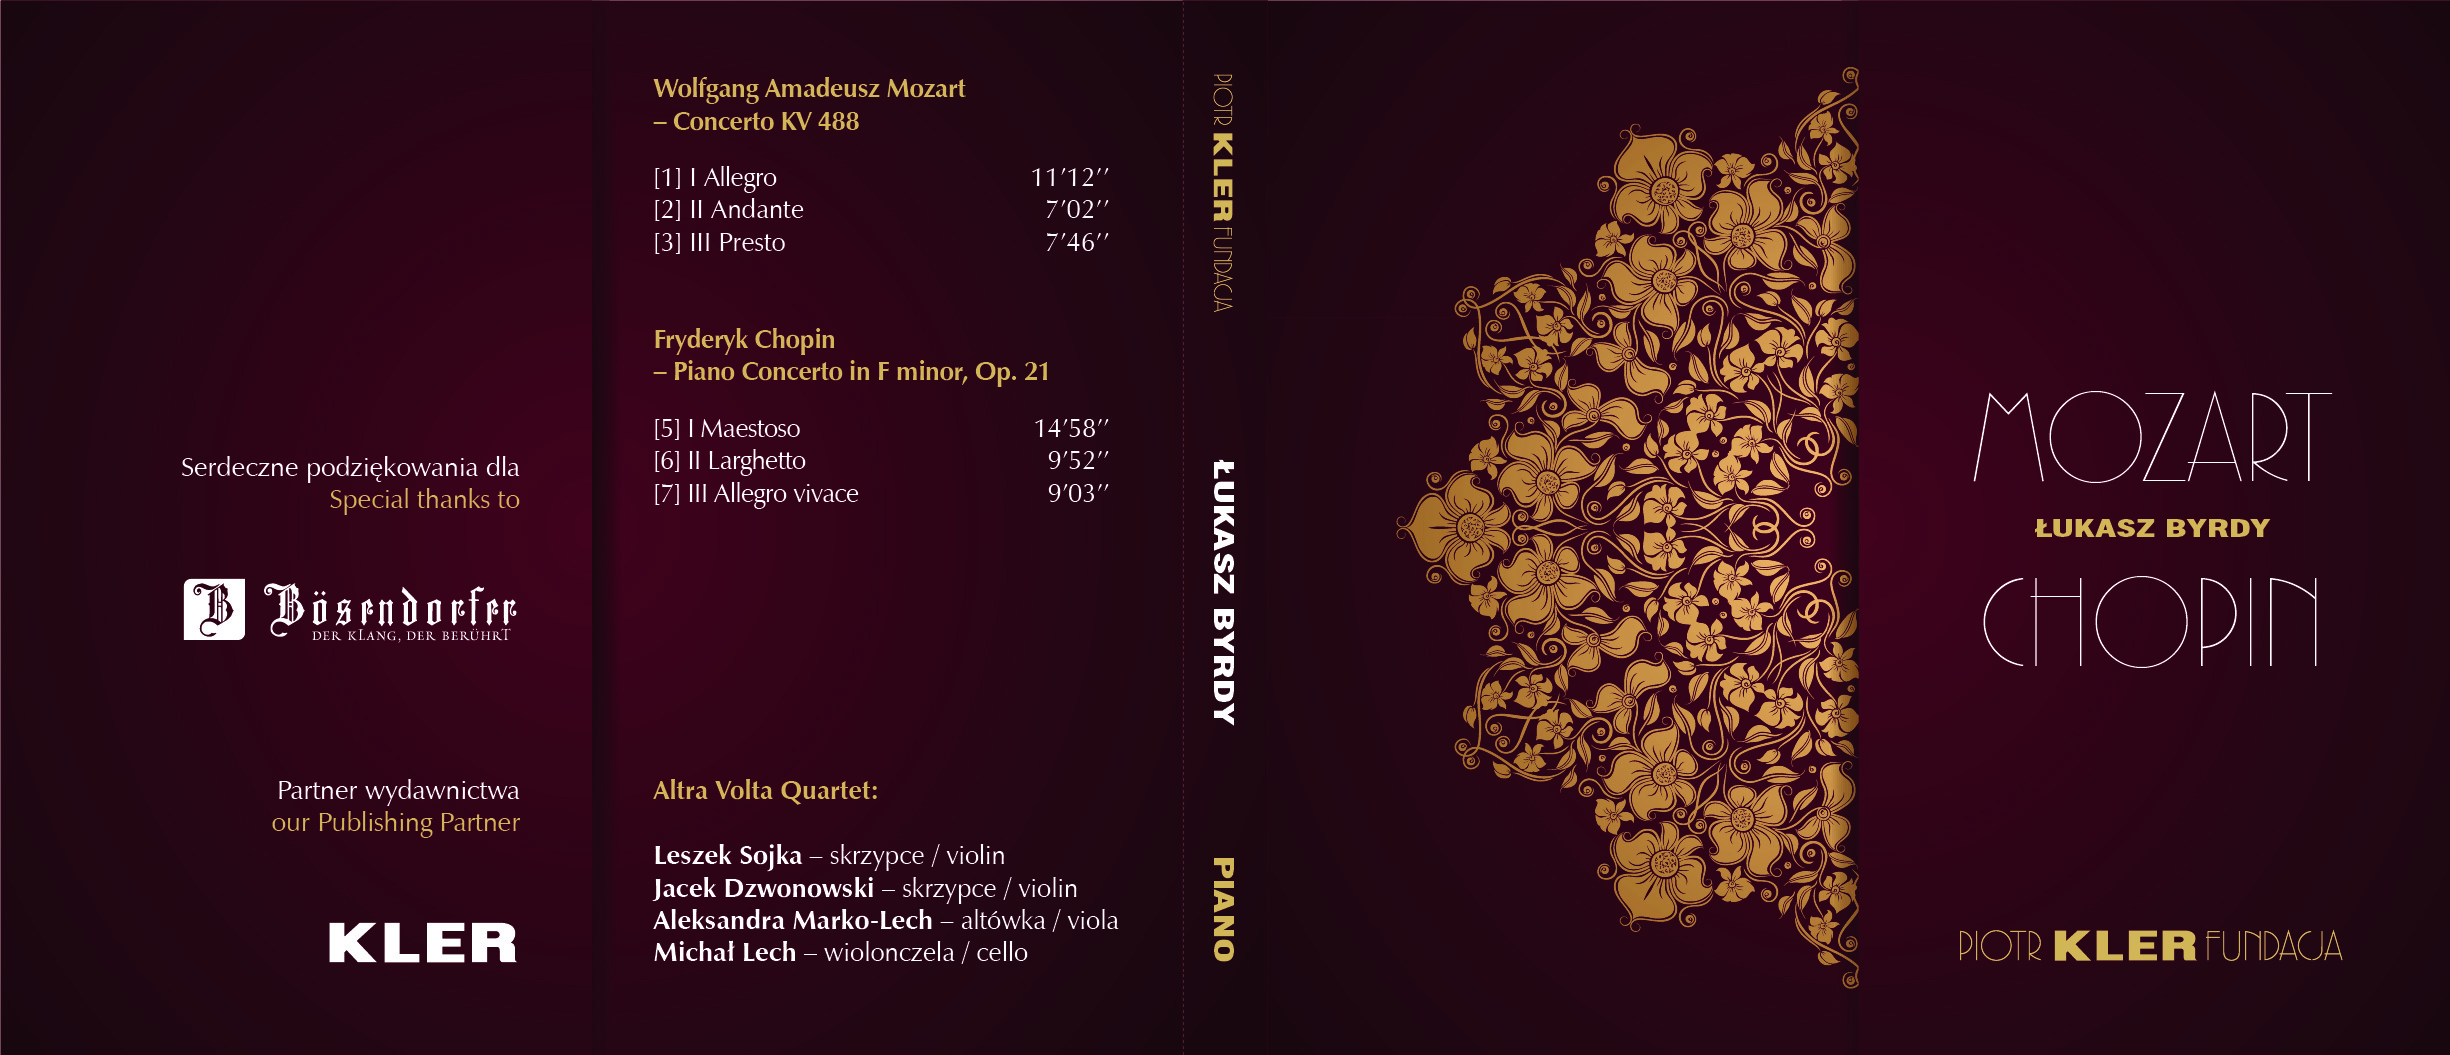 Serdeczne podziękowania dla
Special thanks to
B Bösendorfer
DER KLANG, DER BERÜHRT
Partner wydawnictwa
our Publishing Partner
KLER
Wolfgang Amadeusz Mozart
– Concerto KV 488
[1] I Allegro 11’12’’
[2] II Andante 7’02’’
[3] III Presto 7’46’’
Fryderyk Chopin
– Piano Concerto in F minor, Op. 21
[5] I Maestoso 14’58’’
[6] II Larghetto 9’52’’
[7] III Allegro vivace 9’03’’
Altra Volta Quartet:
Leszek Sojka – skrzypce / violin
Jacek Dzwonowski – skrzypce / violin
Aleksandra Marko-Lech – altówka / viola
Michał Lech – wiolonczela / cello
PIOTR KLER FUNDACJA
ŁUKASZ BYRDY
PIANO
MOZART
ŁUKASZ BYRDY
CHOPIN
PIOTR KLER FUNDACJA